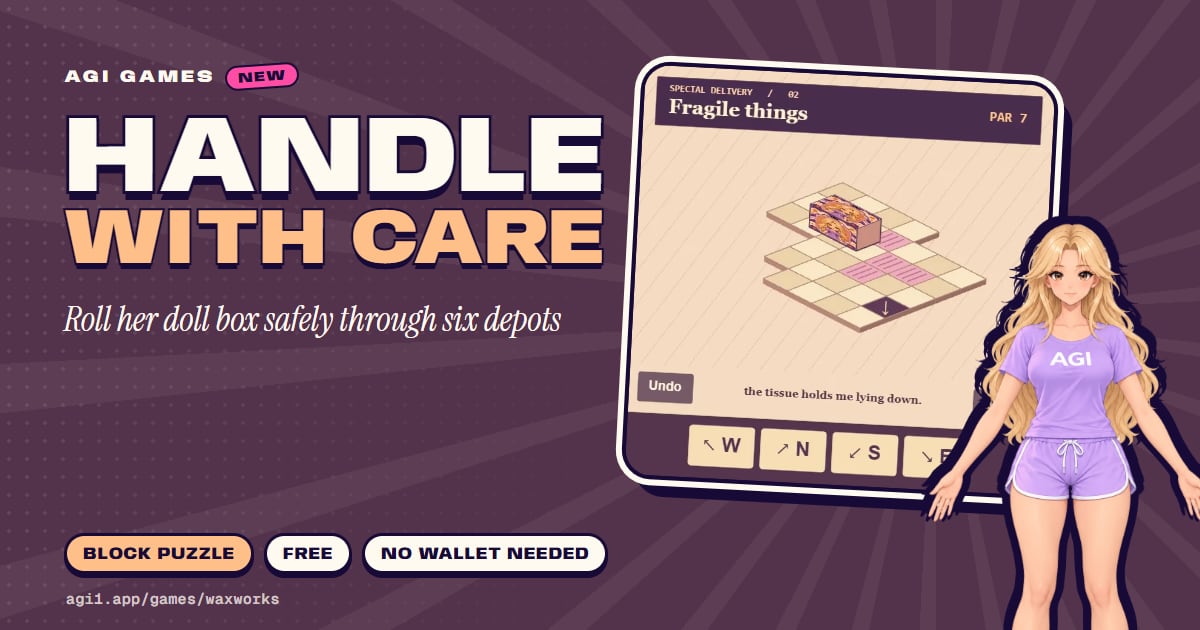 AGI GAMES NEW
HANDLE
WITH CARE
Roll her doll box safely through six depots
BLOCK PUZZLE FREE NO WALLET NEEDED
agi1.app/games/waxworks
SPECIAL DELIVERY / 02
Fragile things
PAR 7
↓
Undo
the tissue holds me lying down.
↖ W ↗ N ↙ S ↘ E
AGI